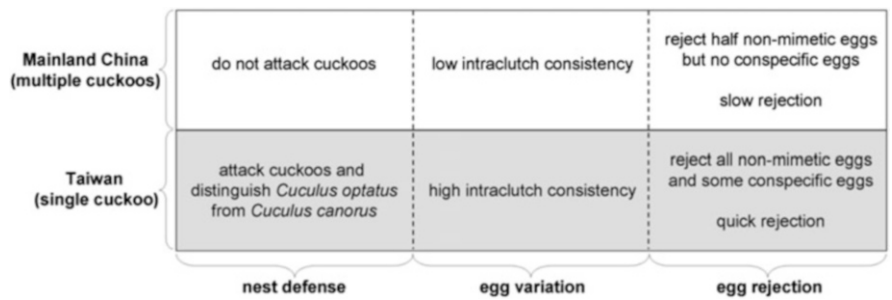 Mainland China
(multiple cuckoos)
do not attack cuckoos
low intraclutch consistency
reject half non-mimetic eggs
but no conspecific eggs
slow rejection
Taiwan
(single cuckoo)
attack cuckoos and
distinguish Cuculus optatus
from Cuculus canorus
high intraclutch consistency
reject all non-mimetic eggs
and some conspecific eggs
quick rejection
nest defense
egg variation
egg rejection